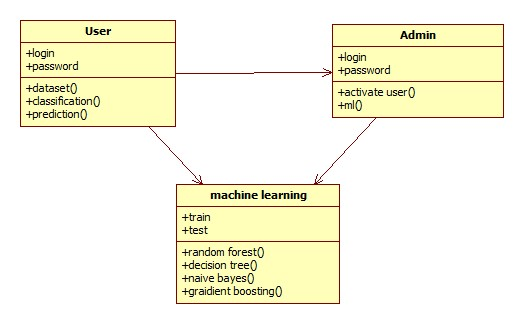 User
+login
+password
+dataset()
+classification()
+prediction()
Admin
+login
+password
+activate user()
+ml()
machine learning
+train
+test
+random forest()
+decision tree()
+naive bayes()
+graidient boosting()